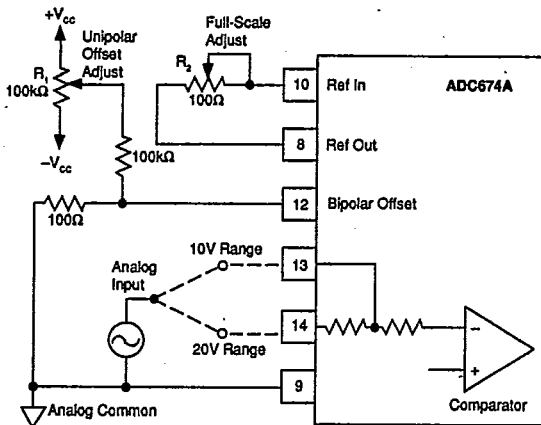 +Vcc
Unipolar
Offset
Adjust
R1
100kΩ
−Vcc
100kΩ
100Ω
Full-Scale
Adjust
R2
100Ω
ADC674A
10 Ref In
8 Ref Out
12 Bipolar Offset
10V Range
13
Analog
Input
14
20V Range
9
− 
+
Comparator
Analog Common